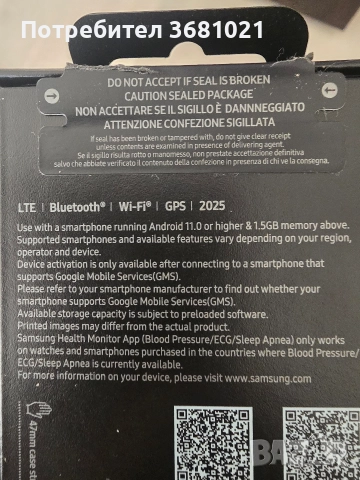 Потребител 3681021
DO NOT ACCEPT IF SEAL IS BROKEN
CAUTION SEALED PACKAGE
NON ACCETTARE SE IL SIGILLO È DANNNEGGIATO
ATTENZIONE CONFEZIONE SIGILLATA
If seal has been broken or tampered with, do not give clear receipt
unless contents are examined in presence of delivering agent.
Se il sigillo risulta rotto o manomesso, non prestate accettazione definitiva
salvo che abbiate verificato il contenuto della confezione in presenza di chi ve la consegna.
LTE | Bluetooth® | Wi-Fi® | GPS | 2025
Use with a smartphone running Android 11.0 or higher & 1.5GB memory above.
Supported smartphones and available features may vary depending on your region,
operator and device.
Device activation is only available after connecting to a smartphone that
supports Google Mobile Services(GMS).
Please refer to your smartphone manufacturer to find out whether your
smartphone supports Google Mobile Services(GMS).
Available storage capacity is subject to preloaded software.
Printed images may differ from the actual product.
Samsung Health Monitor App (Blood Pressure/ECG/Sleep Apnea) only works
on watches and smartphones purchased in the countries where Blood Pressure/
ECG/Sleep Apnea is currently available.
For more information on your device, please visit www.samsung.com
47mm case